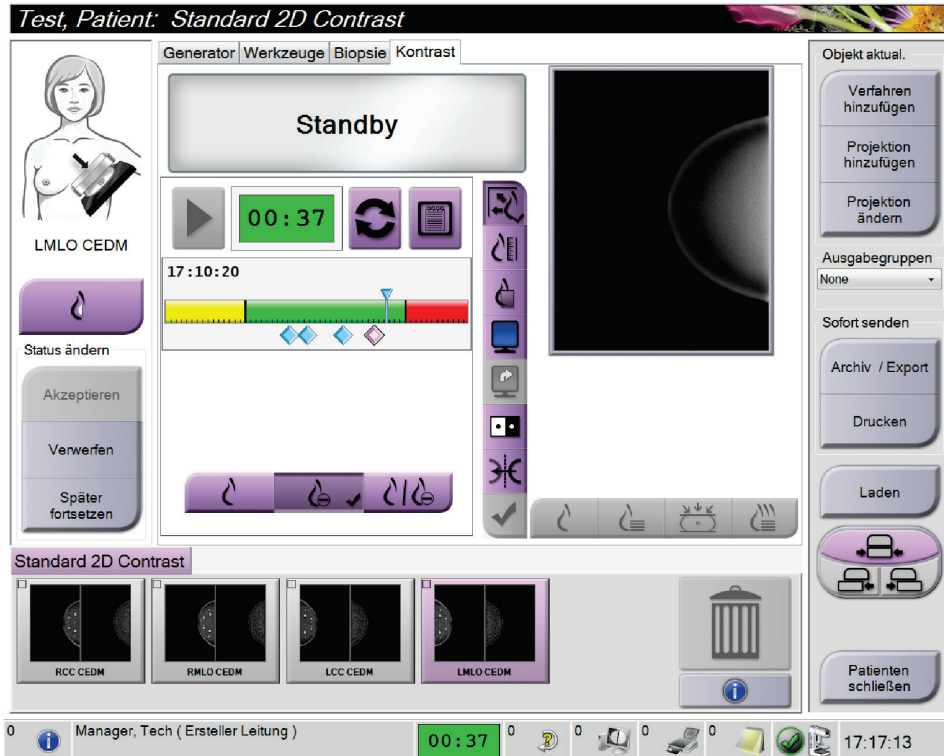 Test, Patient: Standard 2D Contrast
Generator
Werkzeuge
Biopsie
Kontrast
Standby
LMLO CEDM
00:37
17:10:20
Status ändern
Akzeptieren
Verwerfen
Später
fortsetzen
Objekt aktual.
Verfahren
hinzufügen
Projektion
hinzufügen
Projektion
ändern
Ausgabegruppen
None
Sofort senden
Archiv / Export
Drucken
Laden
Patienten
schließen
Standard 2D Contrast
RCC CEDM
RMLO CEDM
LCC CEDM
LMLO CEDM
0
Manager, Tech ( Ersteller Leitung )
00:37
0
0
0
0
17:17:13